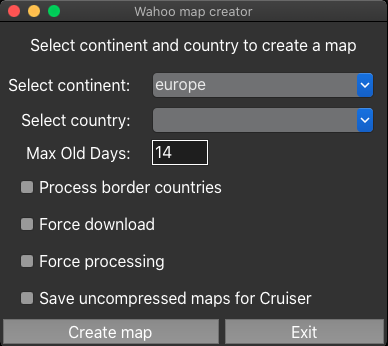 Wahoo map creator
Select continent and country to create a map
Select continent: europe
Select country:
Max Old Days: 14
Process border countries
Force download
Force processing
Save uncompressed maps for Cruiser
Create map Exit